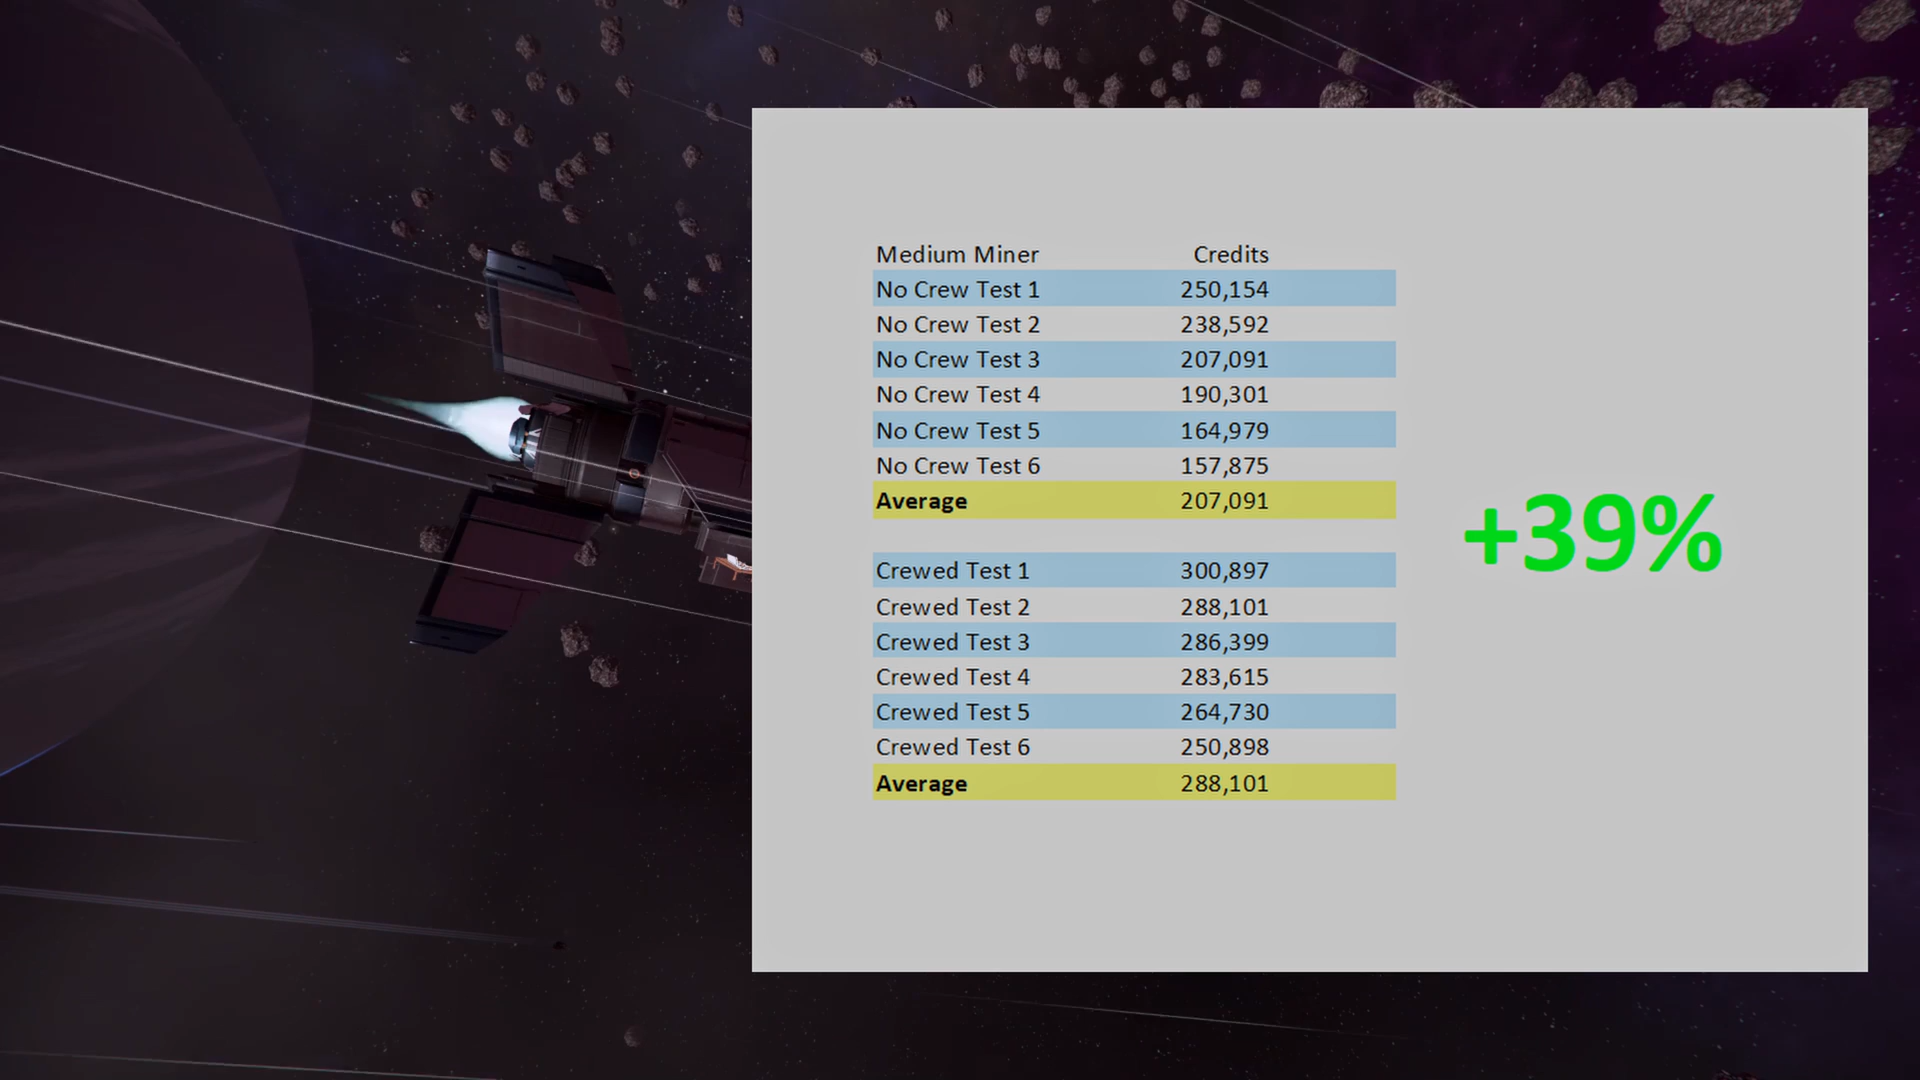 Medium Miner Credits
No Crew Test 1 250,154
No Crew Test 2 238,592
No Crew Test 3 207,091
No Crew Test 4 190,301
No Crew Test 5 164,979
No Crew Test 6 157,875
Average 207,091
+39%
Crewed Test 1 300,897
Crewed Test 2 288,101
Crewed Test 3 286,399
Crewed Test 4 283,615
Crewed Test 5 264,730
Crewed Test 6 250,898
Average 288,101